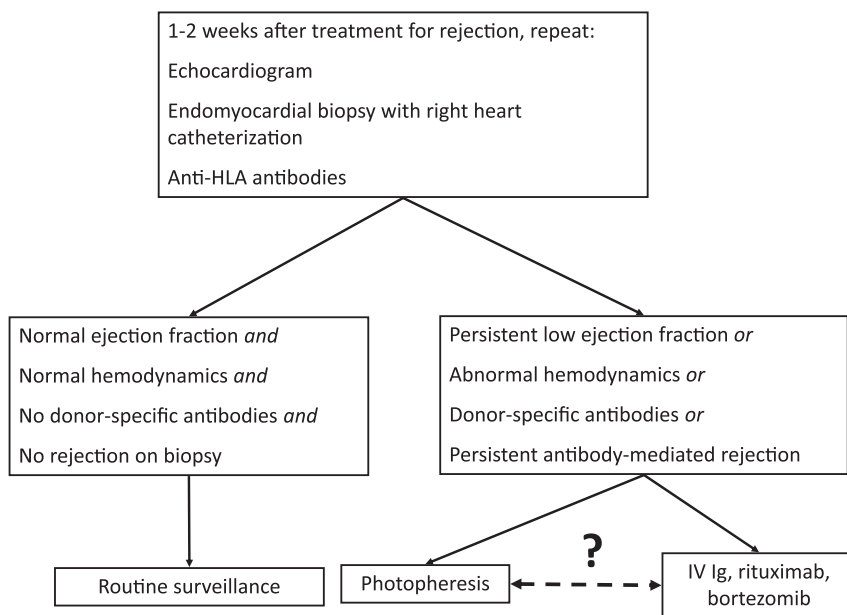 1-2 weeks after treatment for rejection, repeat:
Echocardiogram
Endomyocardial biopsy with right heart
catheterization
Anti-HLA antibodies
Normal ejection fraction and
Normal hemodynamics and
No donor-specific antibodies and
No rejection on biopsy
Persistent low ejection fraction or
Abnormal hemodynamics or
Donor-specific antibodies or
Persistent antibody-mediated rejection
Routine surveillance
Photopheresis
?
IV Ig, rituximab,
bortezomib